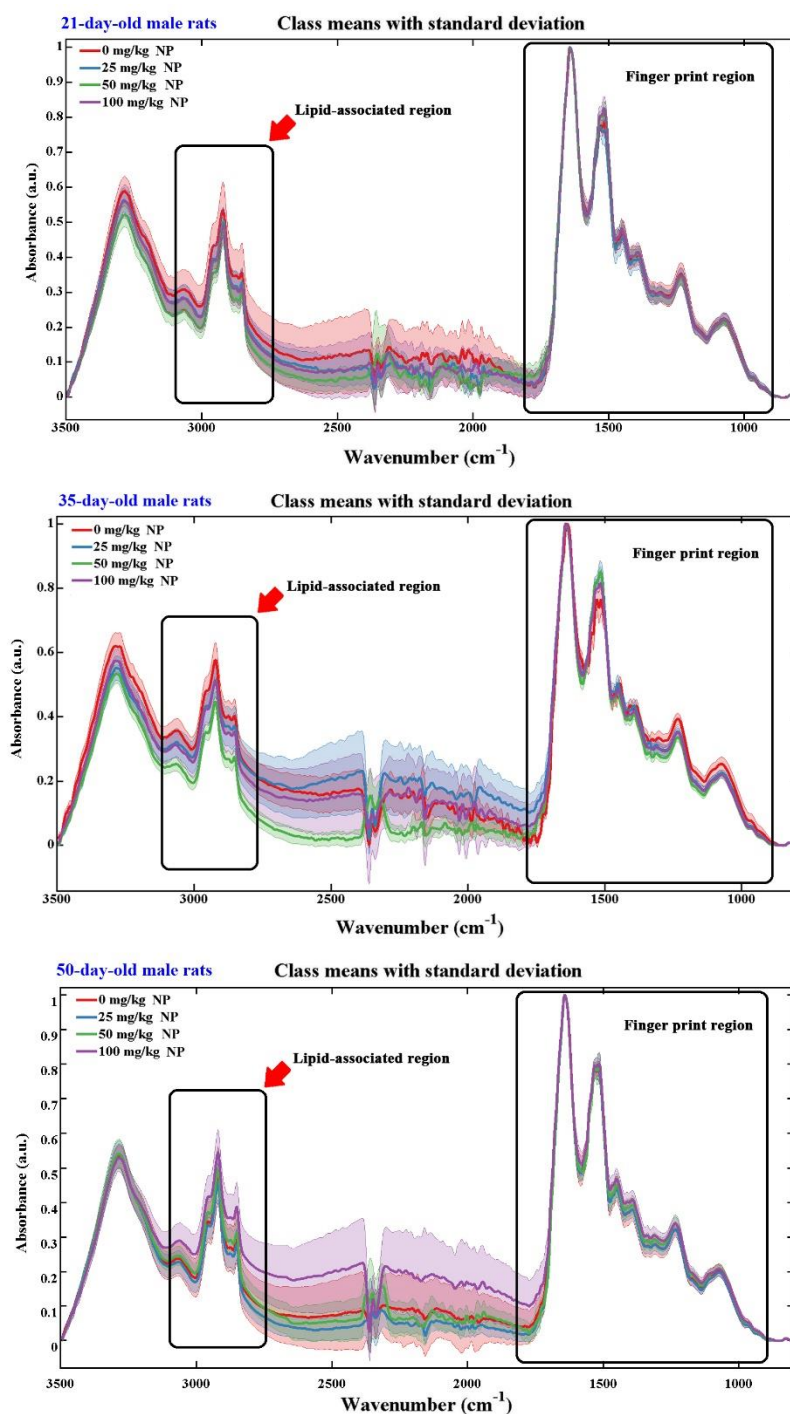 21-day-old male rats Class means with standard deviation
0 mg/kg NP
25 mg/kg NP
50 mg/kg NP
100 mg/kg NP
Lipid-associated region
Finger print region
Absorbance (a.u.)
1
0.9
0.8
0.7
0.6
0.5
0.4
0.3
0.2
0.1
0
3500 3000 2500 2000 1500 1000
Wavenumber (cm-1)
35-day-old male rats Class means with standard deviation
0 mg/kg NP
25 mg/kg NP
50 mg/kg NP
100 mg/kg NP
Lipid-associated region
Finger print region
Absorbance (a.u.)
1
0.8
0.6
0.4
0.2
0
3500 3000 2500 2000 1500 1000
Wavenumber (cm-1)
50-day-old male rats Class means with standard deviation
0 mg/kg NP
25 mg/kg NP
50 mg/kg NP
100 mg/kg NP
Lipid-associated region
Finger print region
Absorbance (a.u.)
1
0.9
0.8
0.7
0.6
0.5
0.4
0.3
0.2
0.1
0
3500 3000 2500 2000 1500 1000
Wavenumber (cm-1)